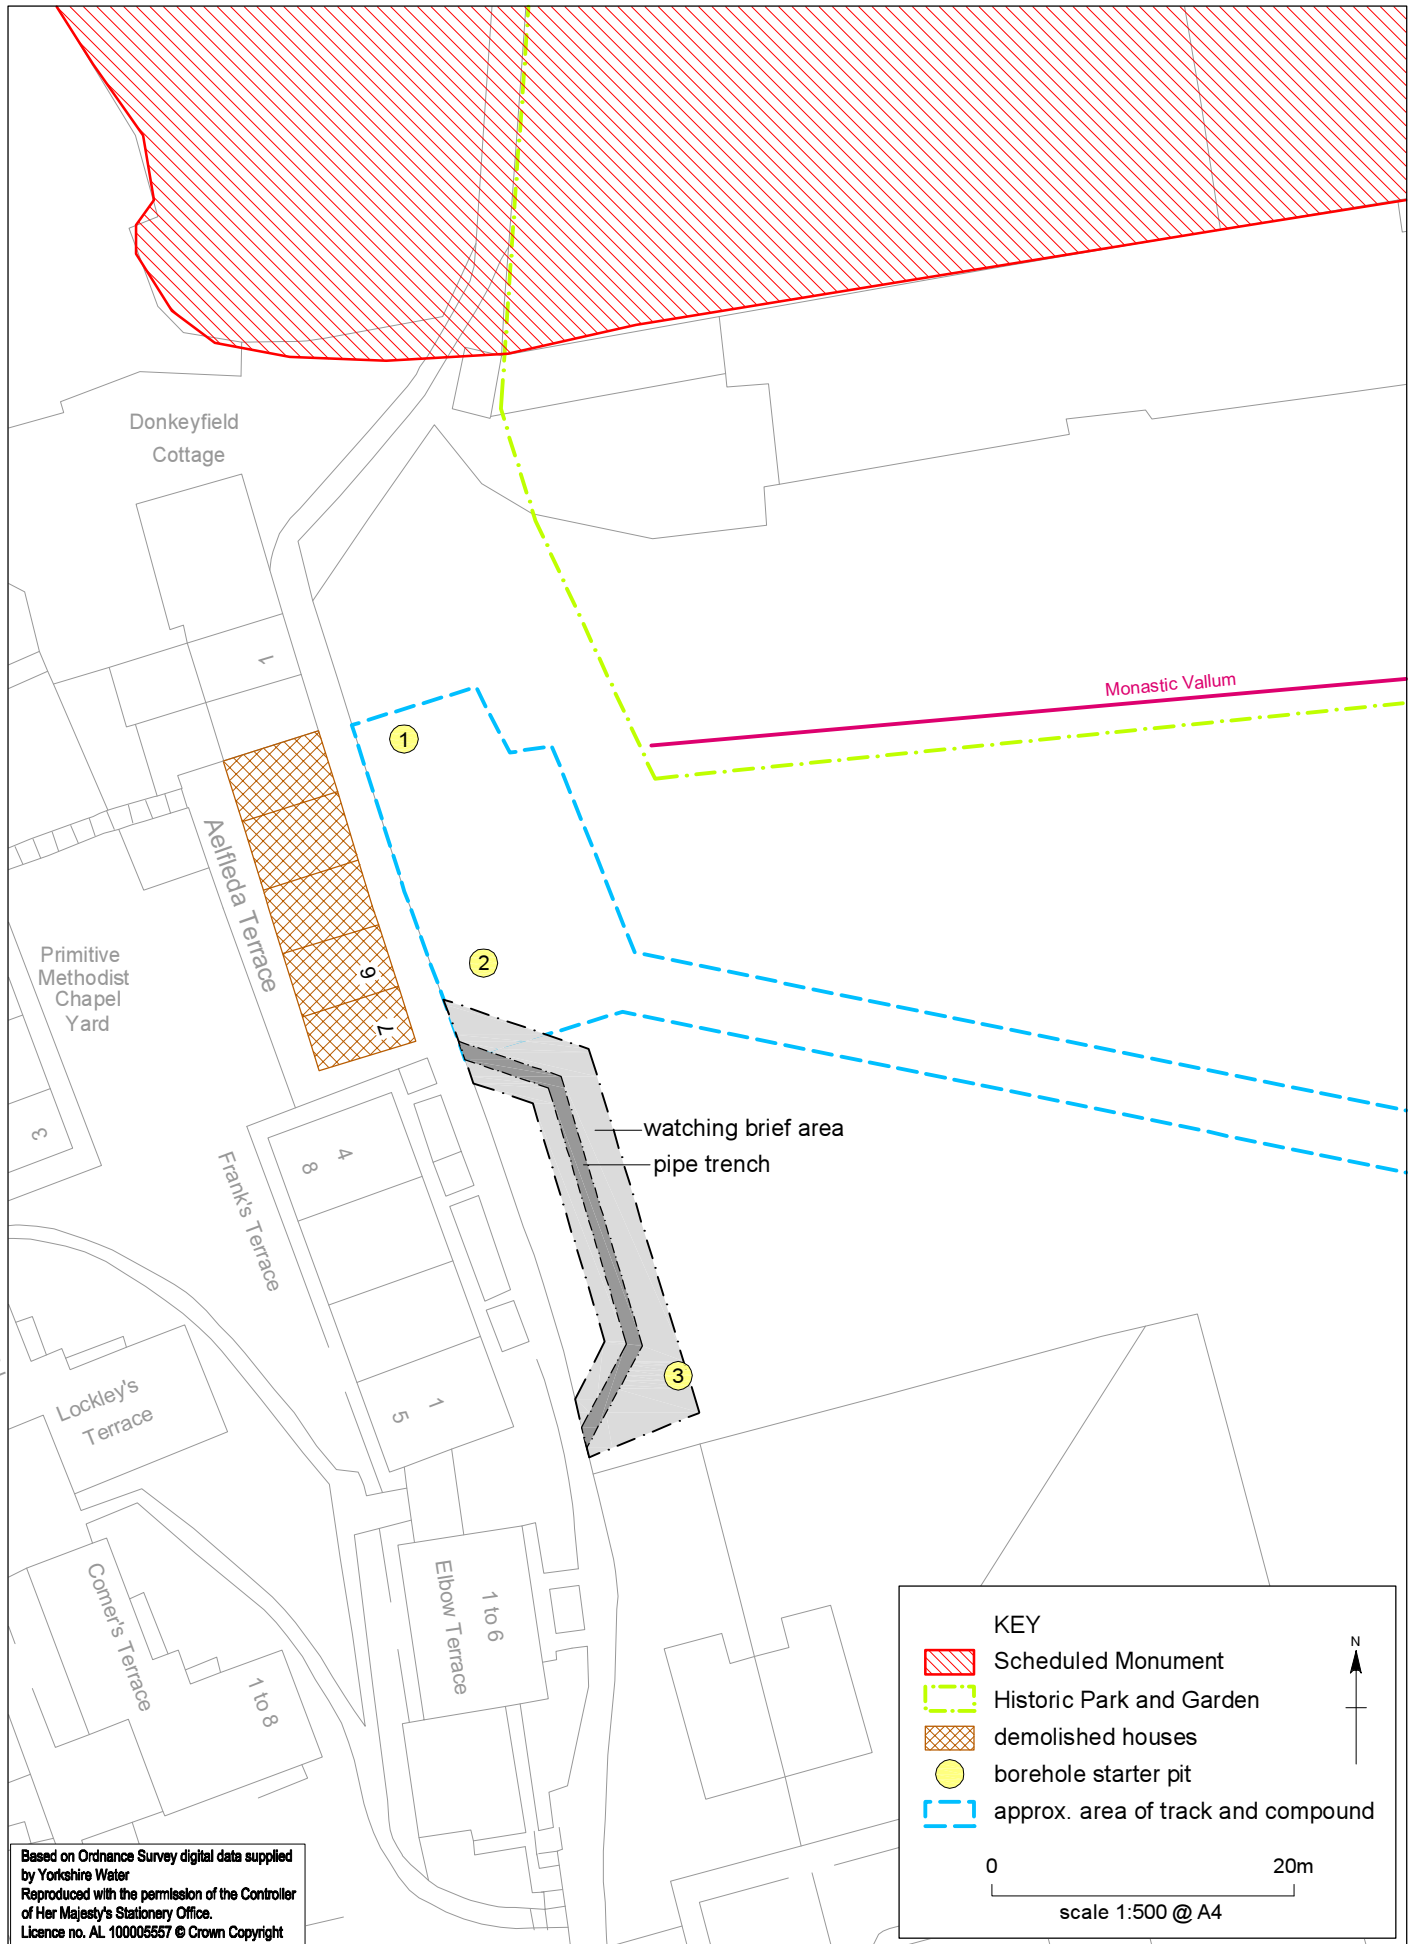 Donkeyfield
Cottage
1
Monastic Vallum
1
Aelfleda Terrace
2
Primitive
Methodist
Chapel
Yard
6
7
watching brief area
pipe trench
3
4
8
Frank's Terrace
3
Lockley's
Terrace
1
5
Elbow Terrace
1 to 6
Comer's Terrace
1 to 8
KEY
Scheduled Monument
Historic Park and Garden
demolished houses
borehole starter pit
approx. area of track and compound
N
0 20m
scale 1:500 @ A4
Based on Ordnance Survey digital data supplied
by Yorkshire Water
Reproduced with the permission of the Controller
of Her Majesty's Stationery Office.
Licence no. AL 100005557 © Crown Copyright